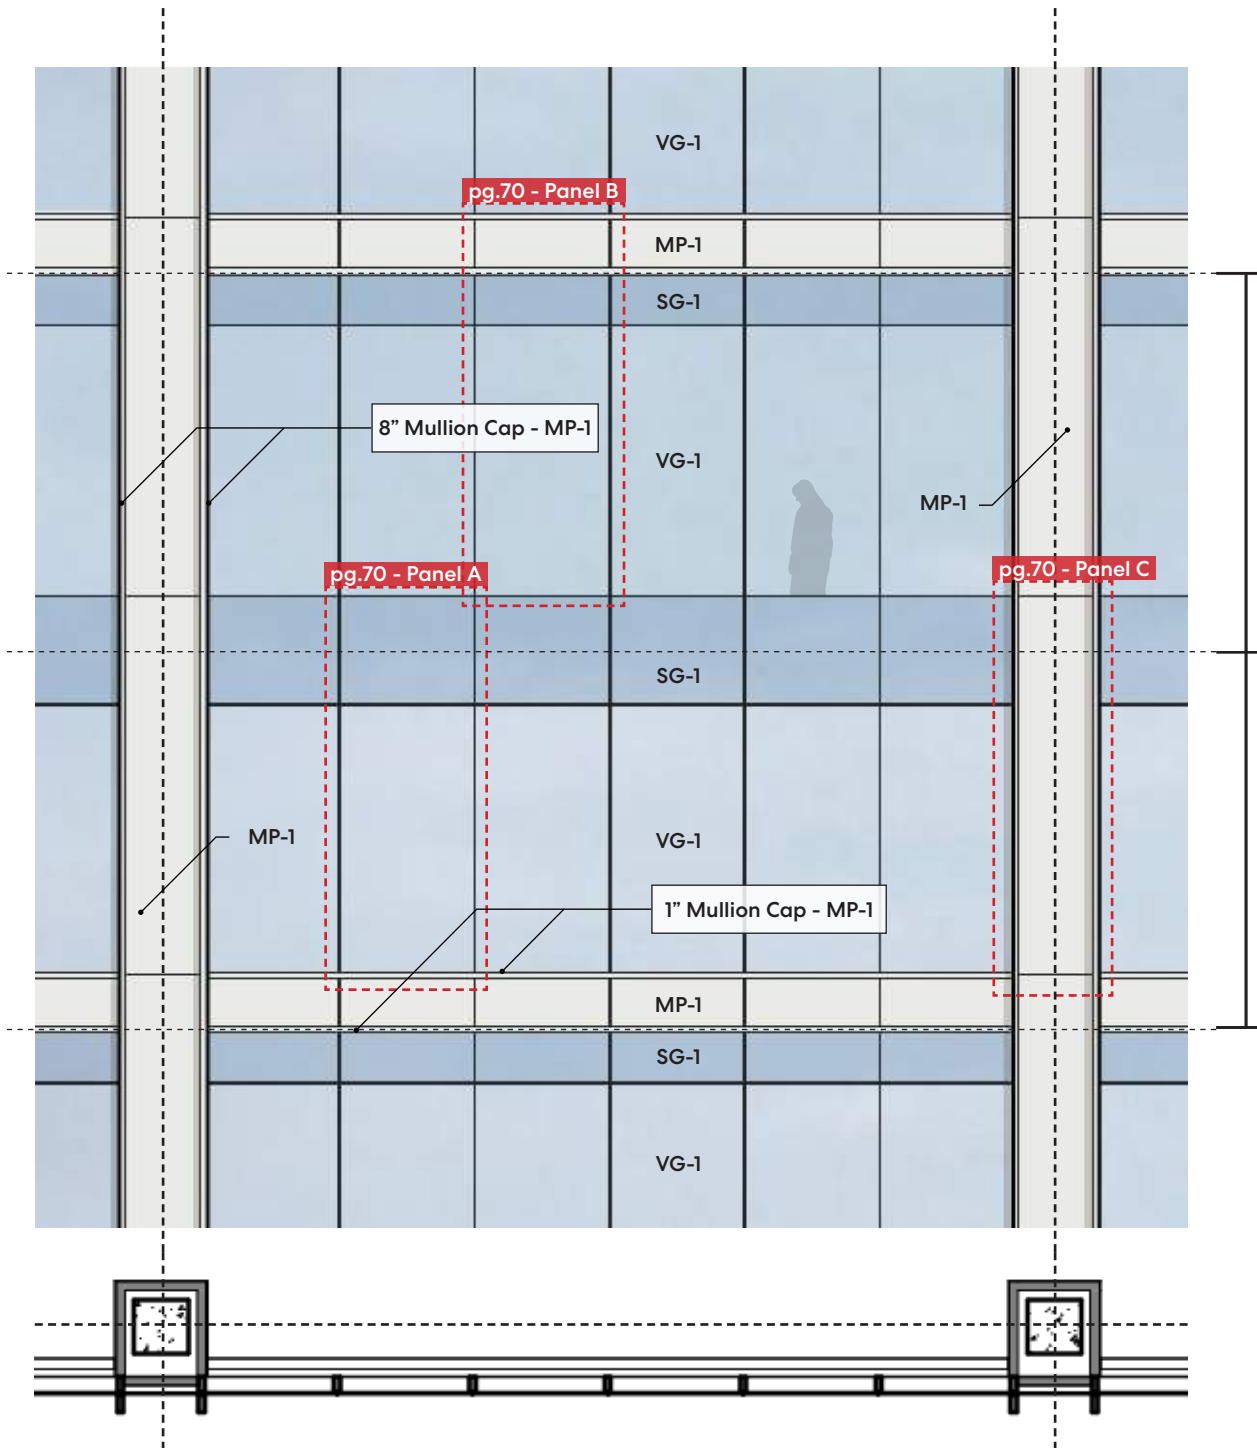 VG-1
pg.70 - Panel B
MP-1
SG-1
8” Mullion Cap - MP-1
VG-1
MP-1
pg.70 - Panel A
pg.70 - Panel C
SG-1
MP-1
VG-1
1” Mullion Cap - MP-1
MP-1
SG-1
VG-1